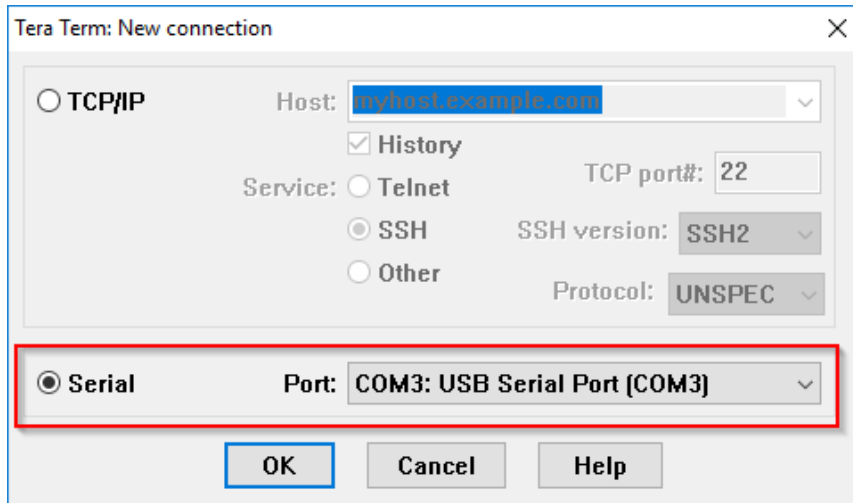 Tera Term: New connection
TCP/IP Host: myhost.example.com
History
Service: Telnet TCP port#: 22
SSH SSH version: SSH2
Other Protocol: UNSPEC
Serial Port: COM3: USB Serial Port (COM3)
OK Cancel Help